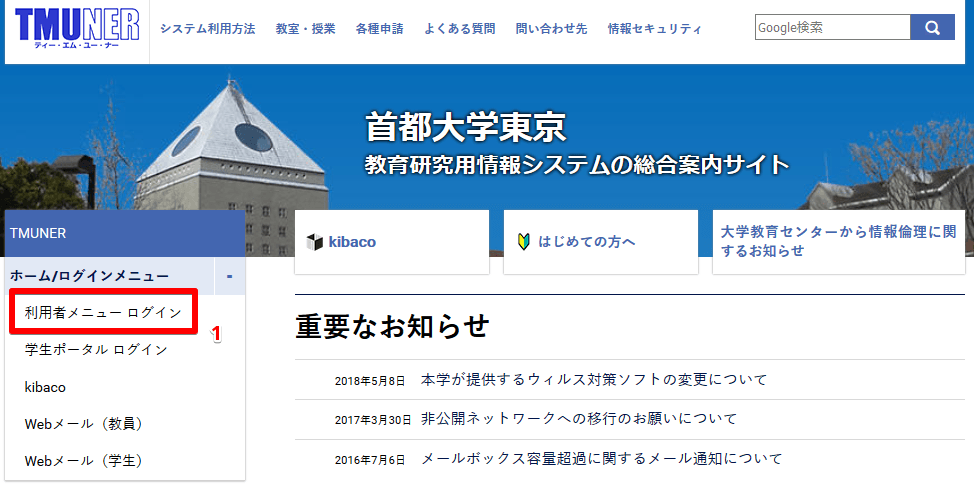 TMUNER
ティー・エム・ユー・ナー
システム利用方法 教室・授業 各種申請 よくある質問 問い合わせ先 情報セキュリティ
Google検索
首都大学東京
教育研究用情報システムの総合案内サイト
TMUNER
ホーム/ログインメニュー -
利用者メニュー ログイン
1
学生ポータル ログイン
kibaco
Webメール（教員）
Webメール（学生）
kibaco
はじめての方へ
大学教育センターから情報倫理に関
するお知らせ
重要なお知らせ
2018年5月8日 本学が提供するウィルス対策ソフトの変更について
2017年3月30日 非公開ネットワークへの移行のお願いについて
2016年7月6日 メールボックス容量超過に関するメール通知について